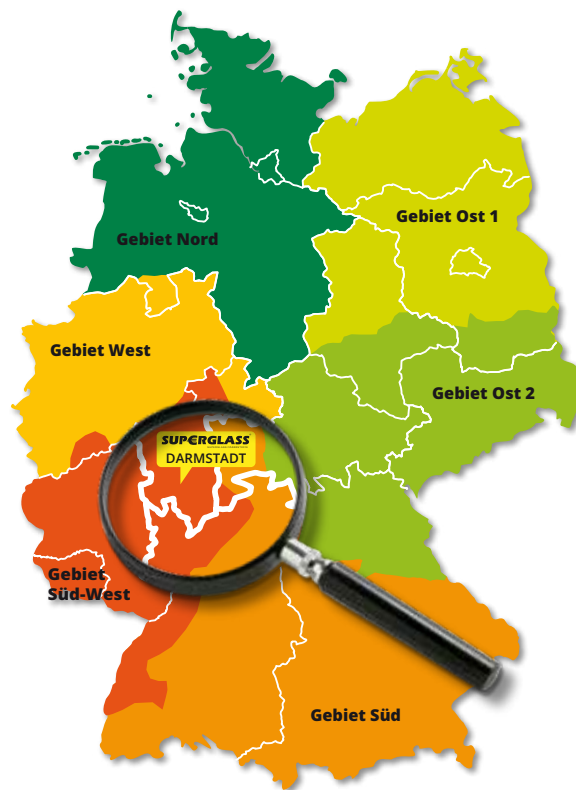 Gebiet Nord
Gebiet Ost 1
Gebiet West
Gebiet Ost 2
SUPERGLASS
DARMSTADT
Gebiet
Süd-West
Gebiet Süd